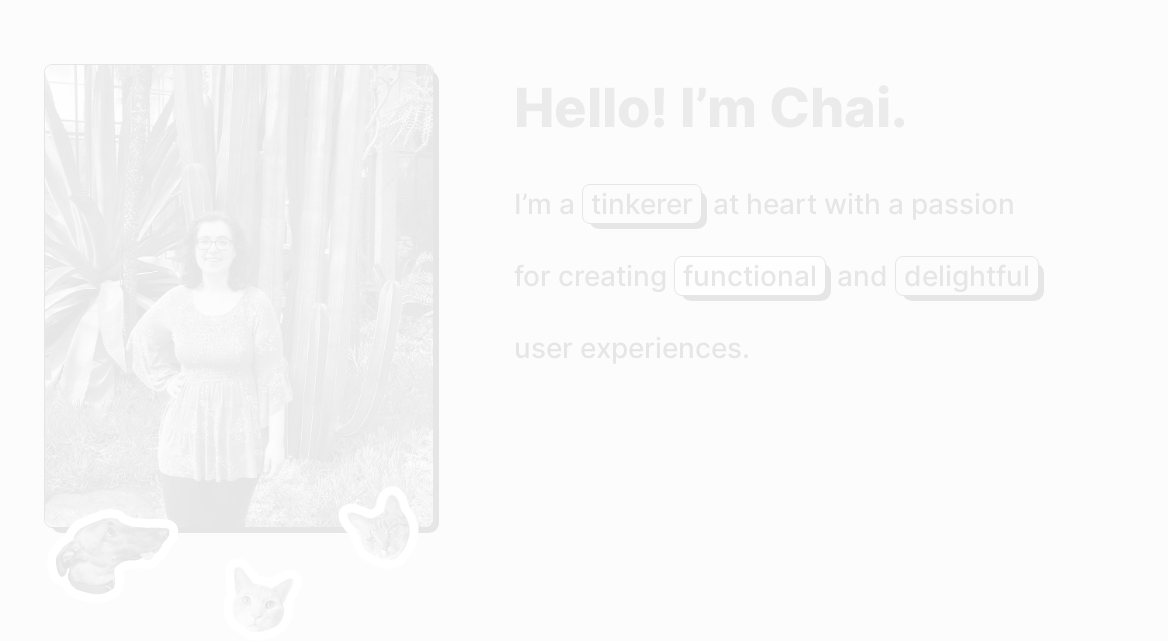 Hello! I’m Chai.
I’m a tinkerer at heart with a passion
for creating functional and delightful
user experiences.